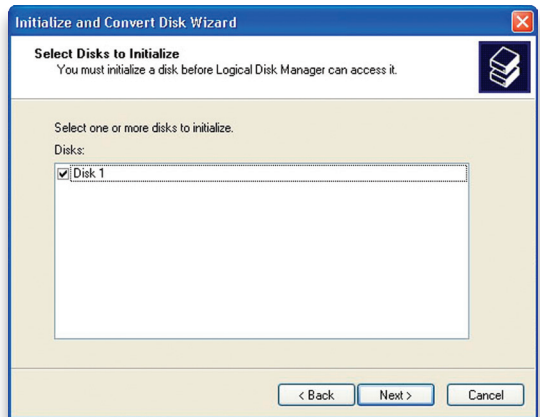 Initialize and Convert Disk Wizard
Select Disks to Initialize
You must initialize a disk before Logical Disk Manager can access it.
Select one or more disks to initialize.
Disks:
Disk 1
< Back
Next >
Cancel